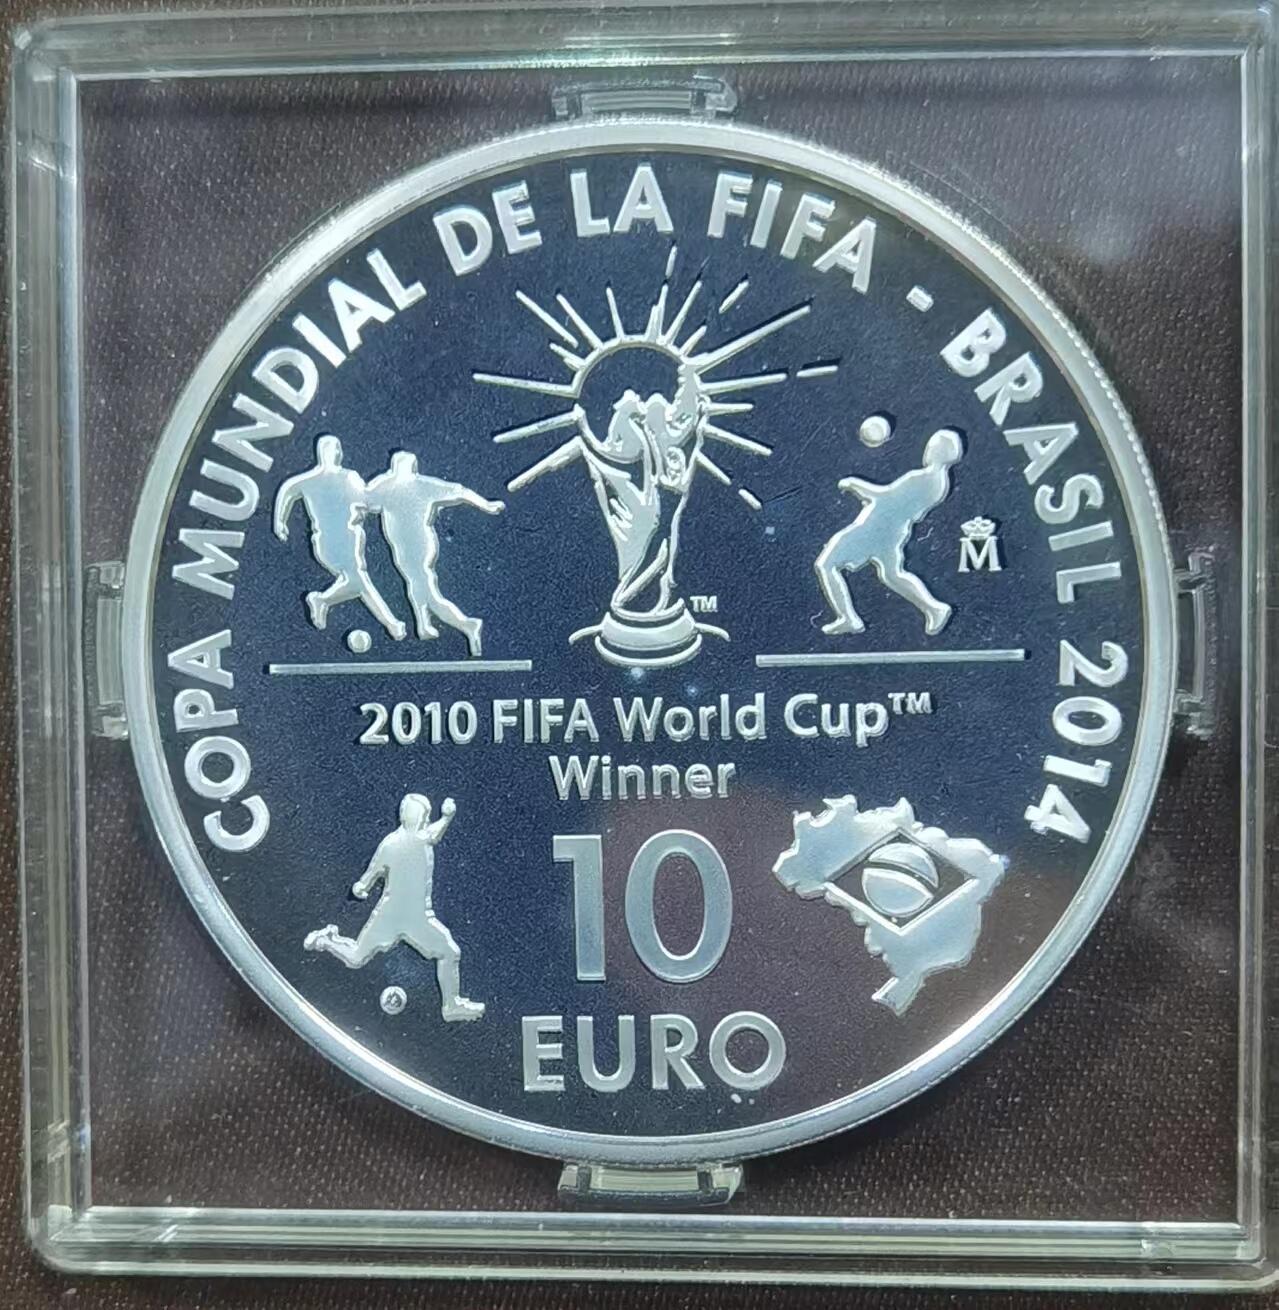 COPA MUNDIAL DE LA FIFA - BRASIL 2014
M
TM
2010 FIFA World Cup™
Winner
10
EURO